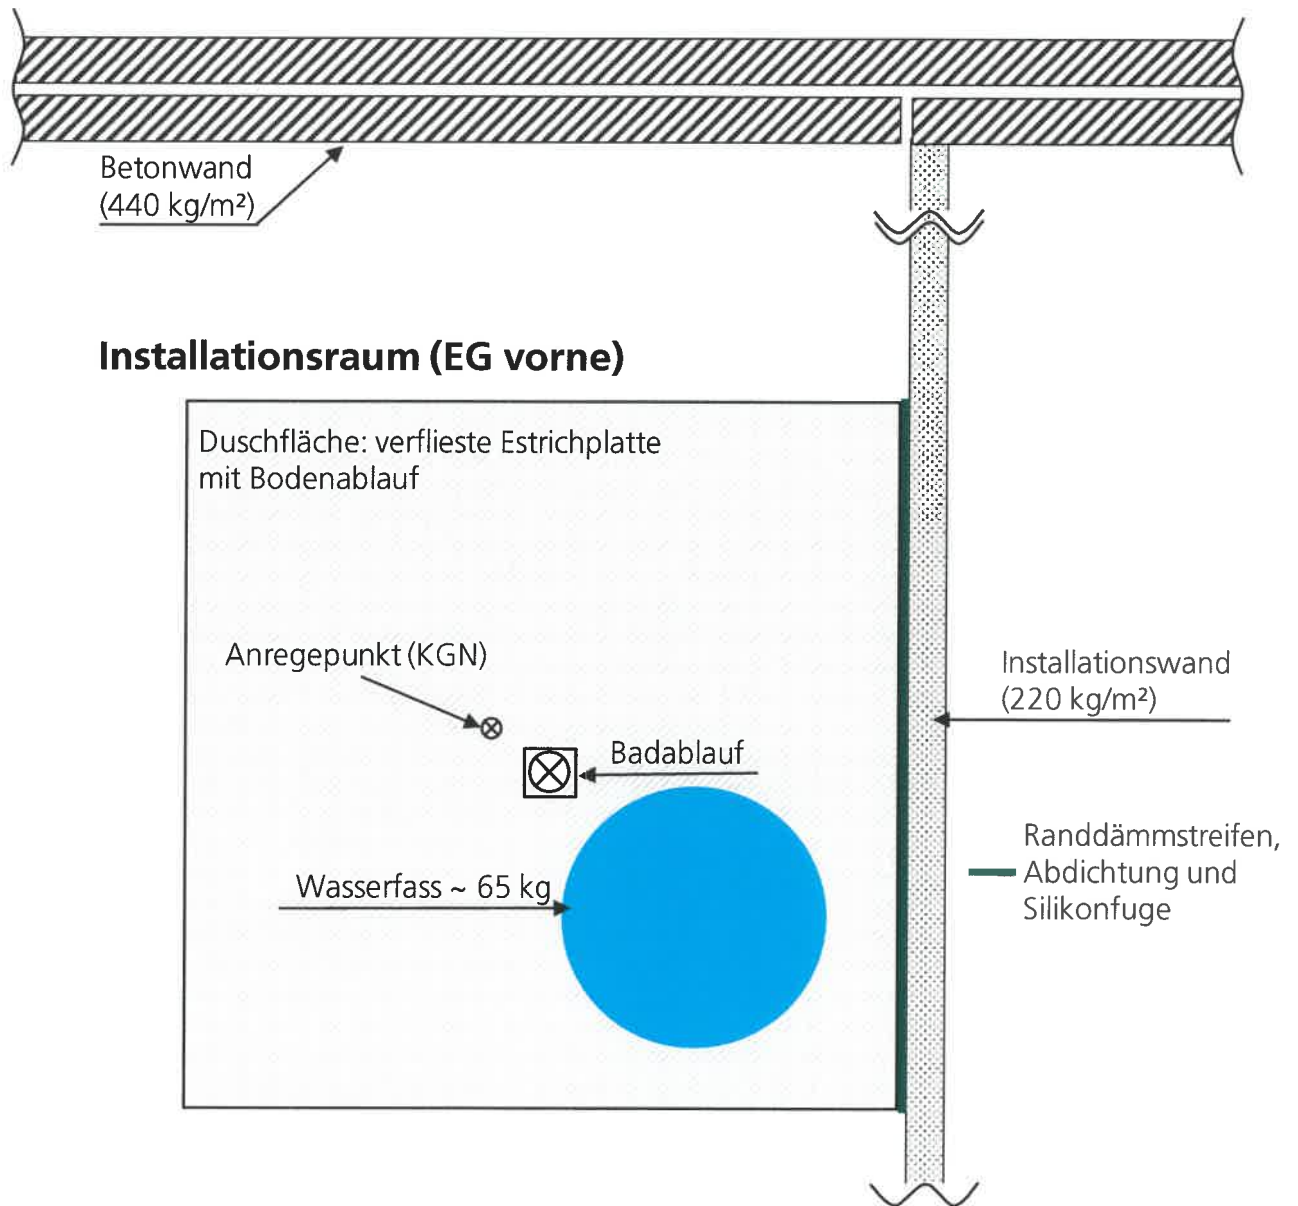 Betonwand
(440 kg/m²)
Installationsraum (EG vorne)
Duschfläche: verflieste Estrichplatte
mit Bodenablauf
Anregepunkt (KGN)
Badablauf
Installationswand
(220 kg/m²)
Wasserfass ~ 65 kg
Randdämmstreifen,
Abdichtung und
Silikonfuge